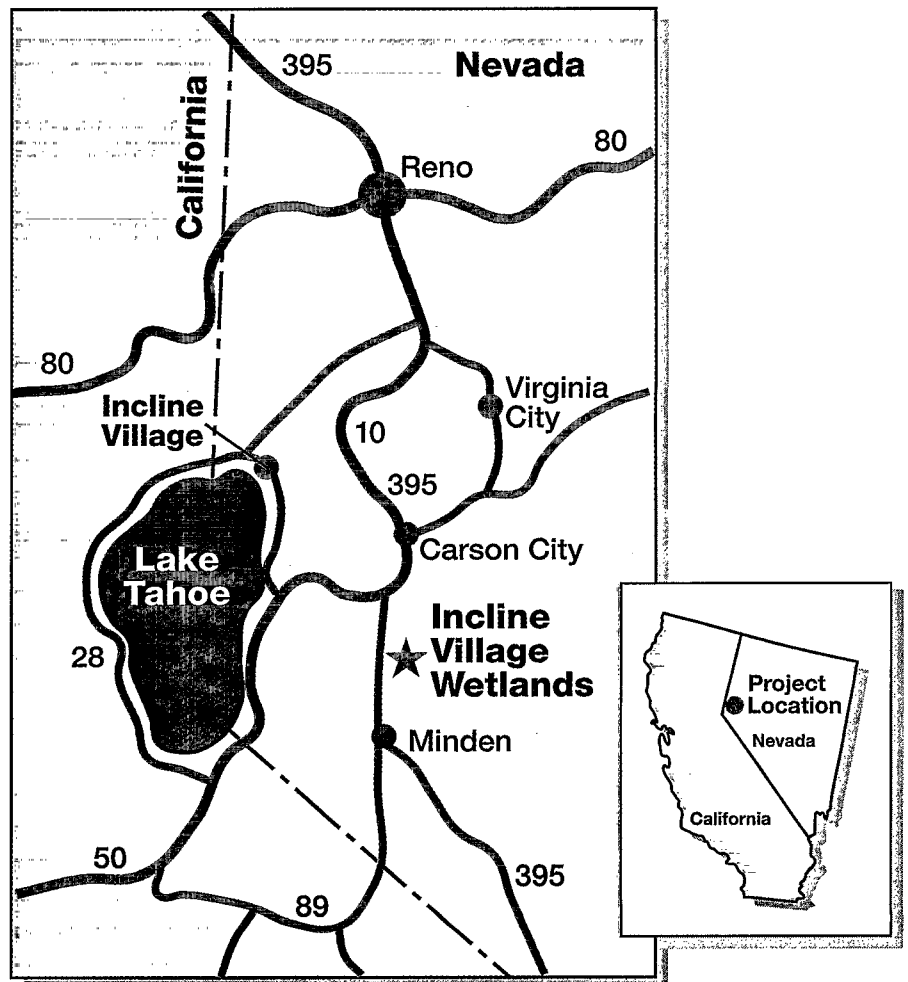 395
Nevada
California
80
Reno
80
Virginia
City
Incline
Village
10
395
Carson City
Lake
Tahoe
Incline
Village
Wetlands
28
Minden
Project
Location
Nevada
California
50
395
89